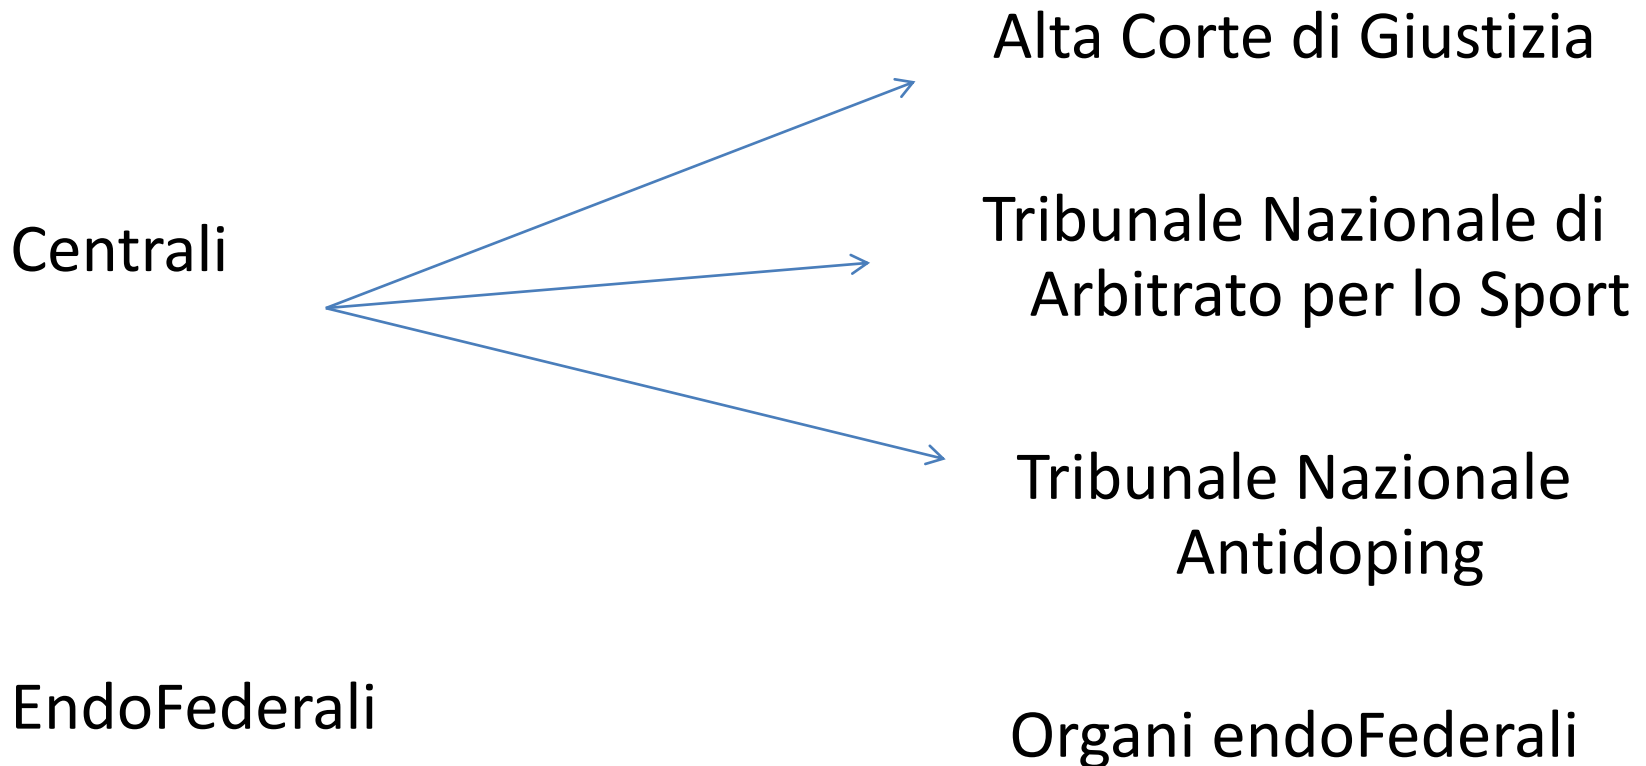 Alta Corte di Giustizia
Centrali
Tribunale Nazionale di
Arbitrato per lo Sport
Tribunale Nazionale
Antidoping
EndoFederali
Organi endoFederali